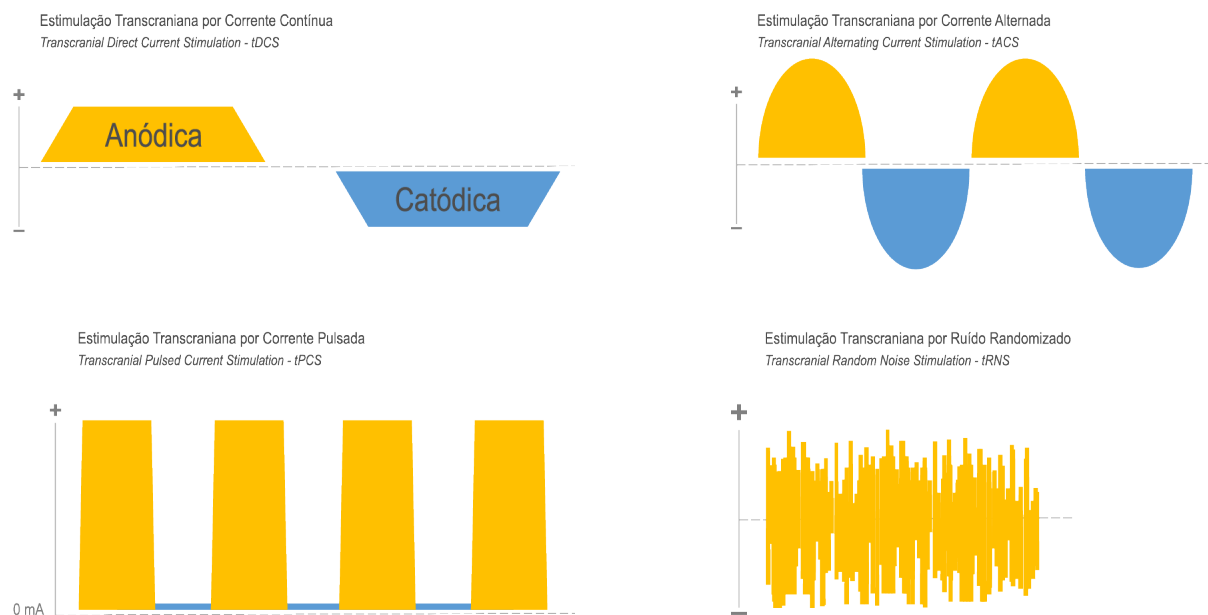 Estimulação Transcraniana por Corrente Contínua
Transcranial Direct Current Stimulation - tDCS
+
Anódica
Catódica
−
Estimulação Transcraniana por Corrente Alternada
Transcranial Alternating Current Stimulation - tACS
+
−
Estimulação Transcraniana por Corrente Pulsada
Transcranial Pulsed Current Stimulation - tPCS
+
0 mA
Estimulação Transcraniana por Ruído Randomizado
Transcranial Random Noise Stimulation - tRNS
+
−